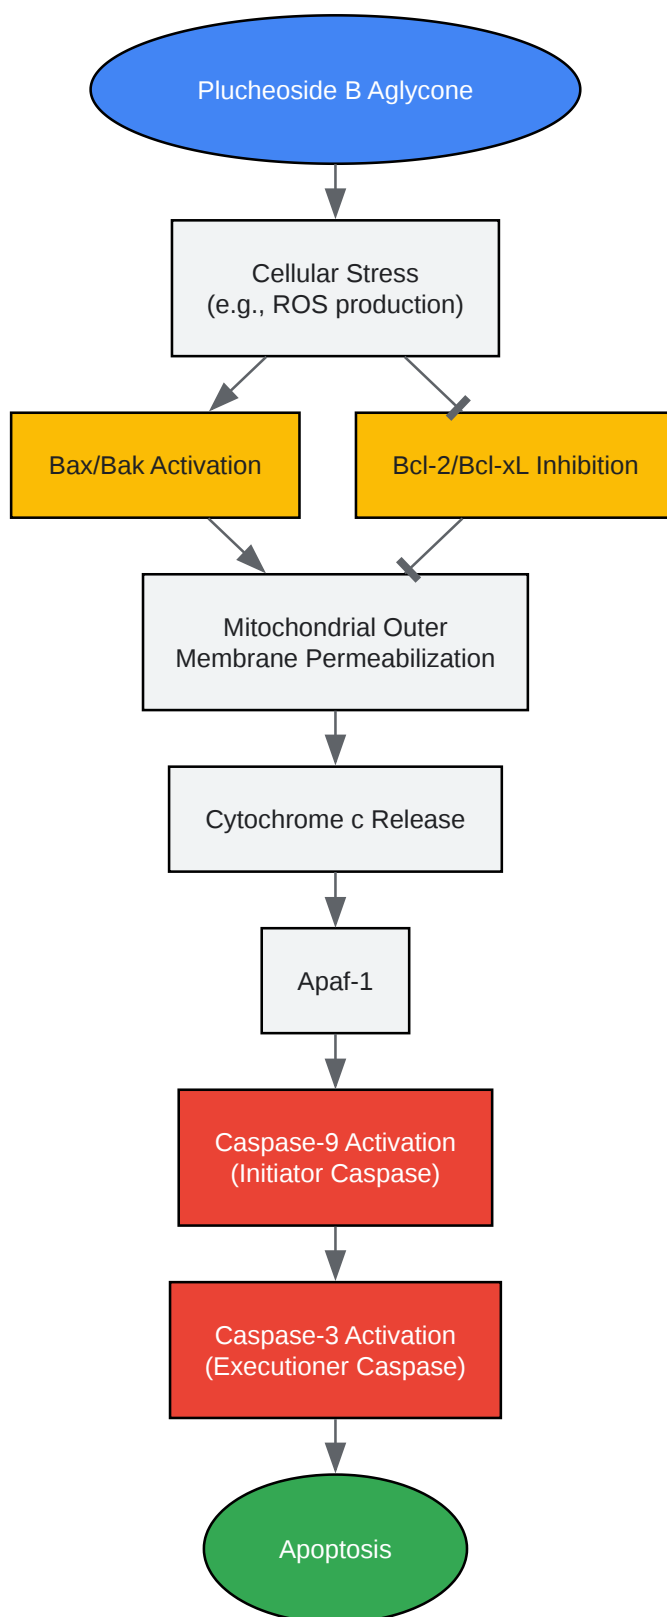 Plucheoside B Aglycone
Cellular Stress
(e.g., ROS production)
Bax/Bak Activation
Bcl-2/Bcl-xL Inhibition
Mitochondrial Outer
Membrane Permeabilization
Cytochrome c Release
Apaf-1
Caspase-9 Activation
(Initiator Caspase)
Caspase-3 Activation
(Executioner Caspase)
Apoptosis